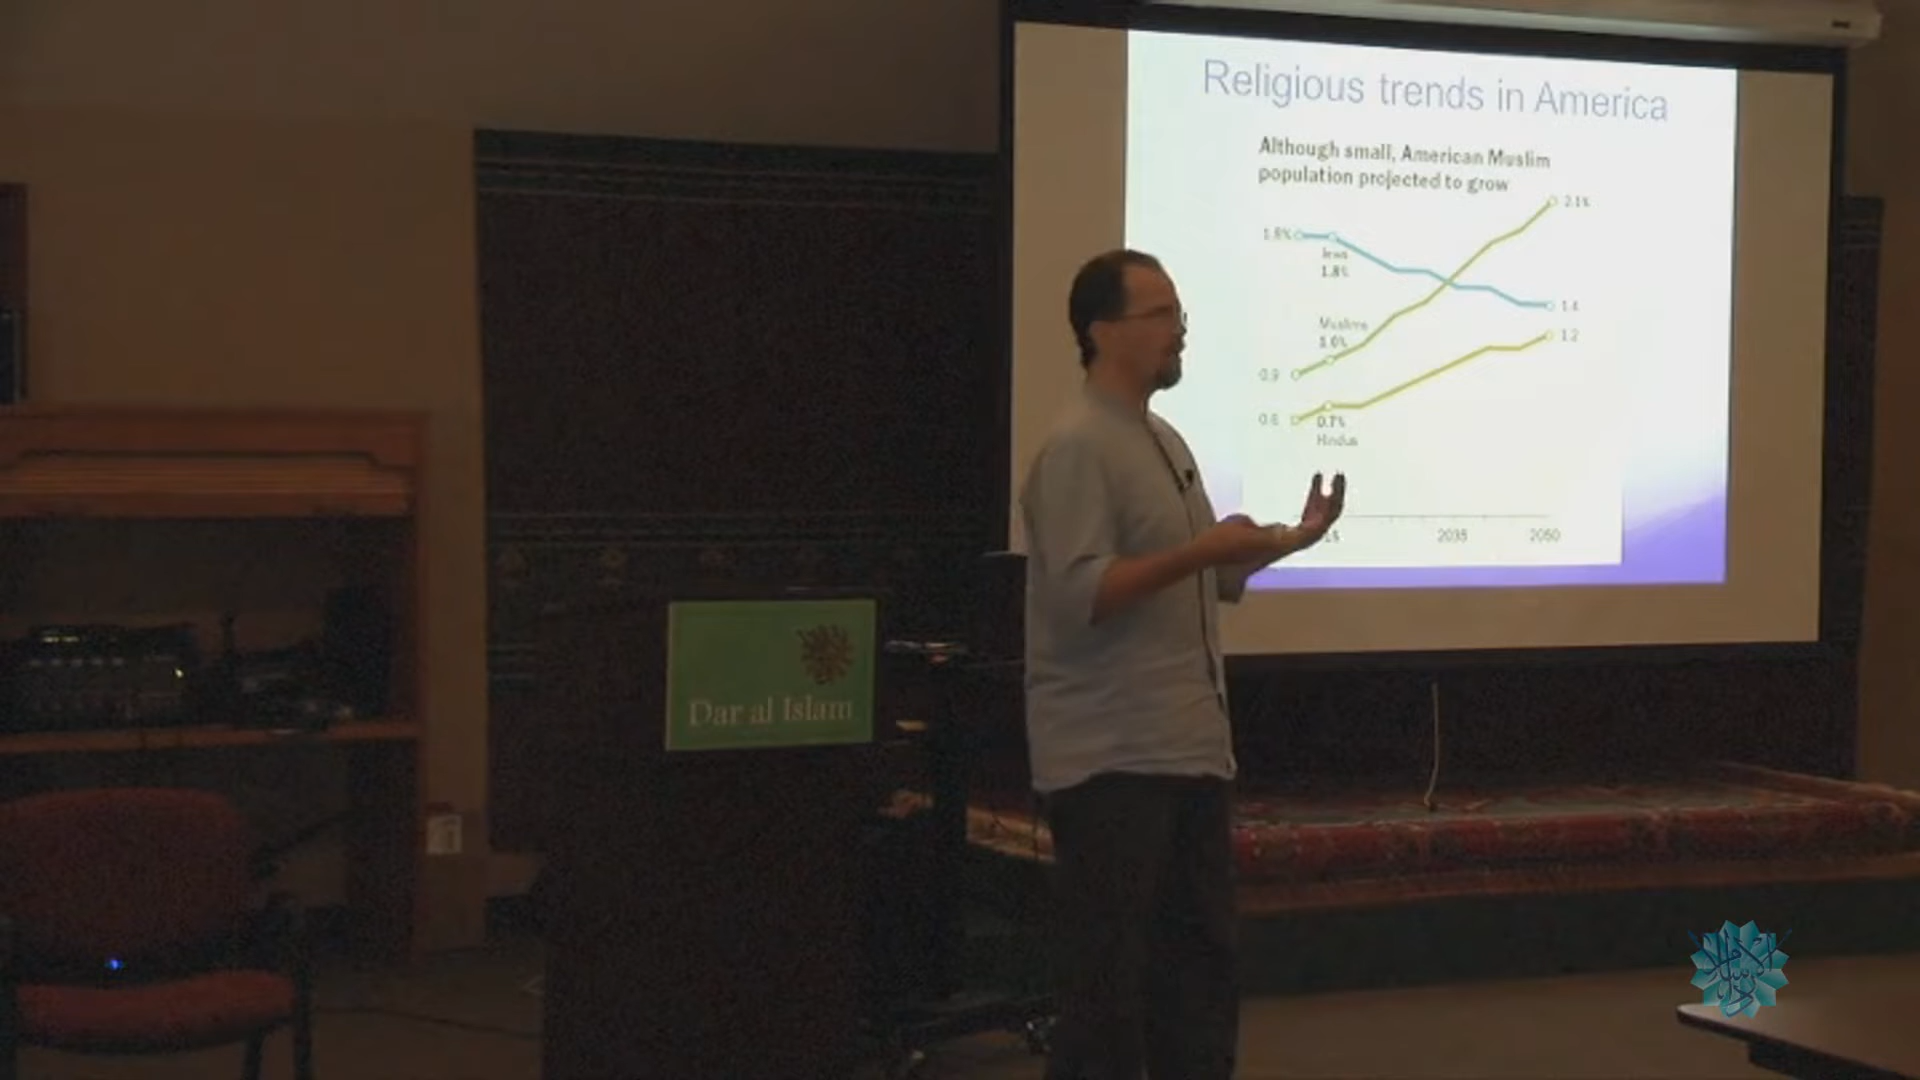 Religious trends in America
Although small, American Muslim
population projected to grow
2.1%
1.8%
Jews
1.8%
1.4
Muslims
1.0%
1.2
0.9
0.6
0.7%
Hindus
2035
2050
Dar al Islam